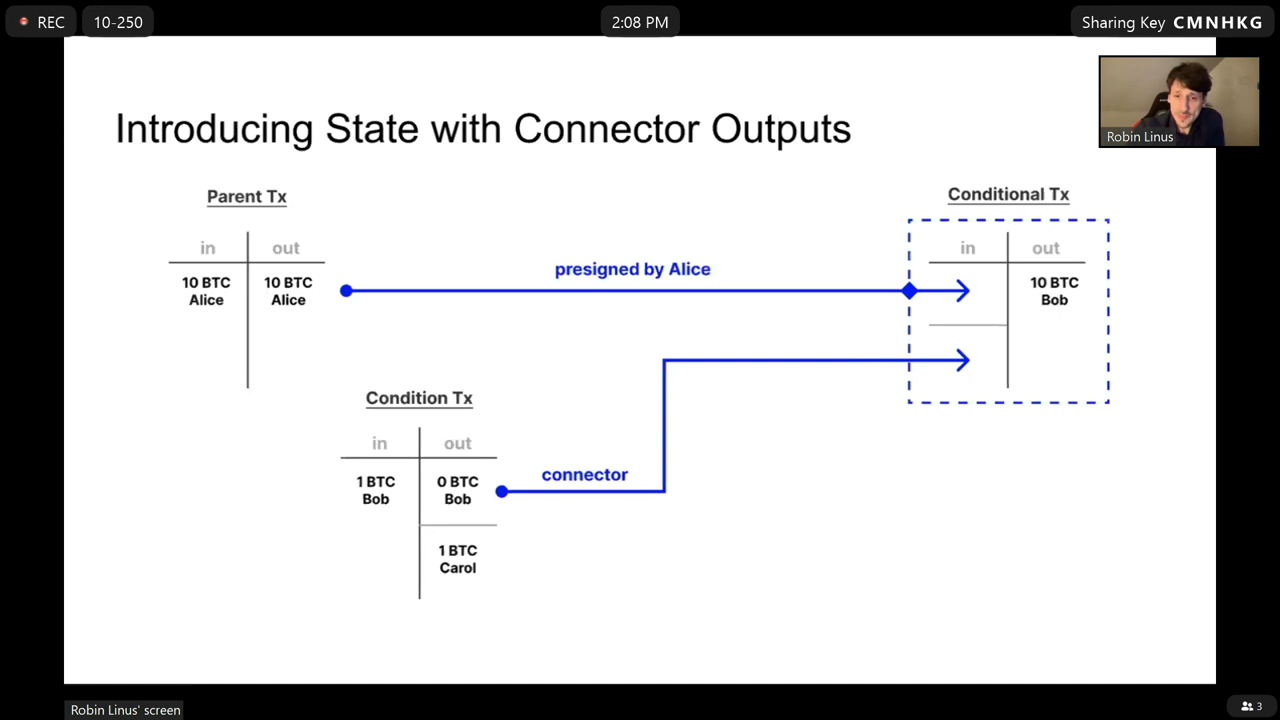 REC
10-250
2:08 PM
Sharing Key CMNHKG
Robin Linus
Introducing State with Connector Outputs
Parent Tx
in
out
10 BTC
Alice
10 BTC
Alice
presigned by Alice
Conditional Tx
in
out
10 BTC
Bob
Condition Tx
in
out
1 BTC
Bob
0 BTC
Bob
1 BTC
Carol
connector
Robin Linus' screen
3